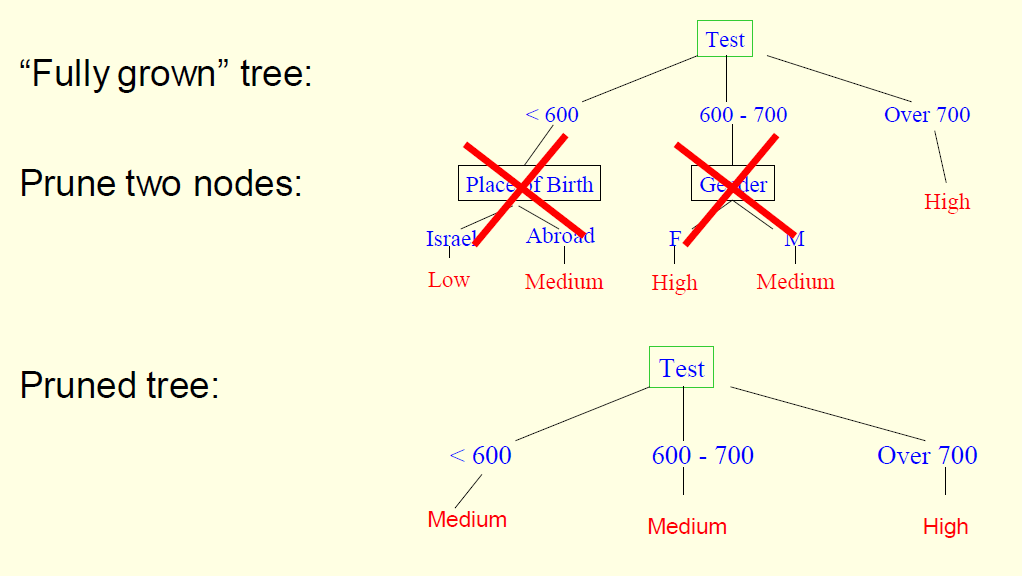 “Fully grown” tree:
Test
< 600
600 - 700
Over 700
Prune two nodes:
Place of Birth
Gender
High
Israel
Abroad
F
M
Low
Medium
High
Medium
Pruned tree:
Test
< 600
600 - 700
Over 700
Medium
Medium
High